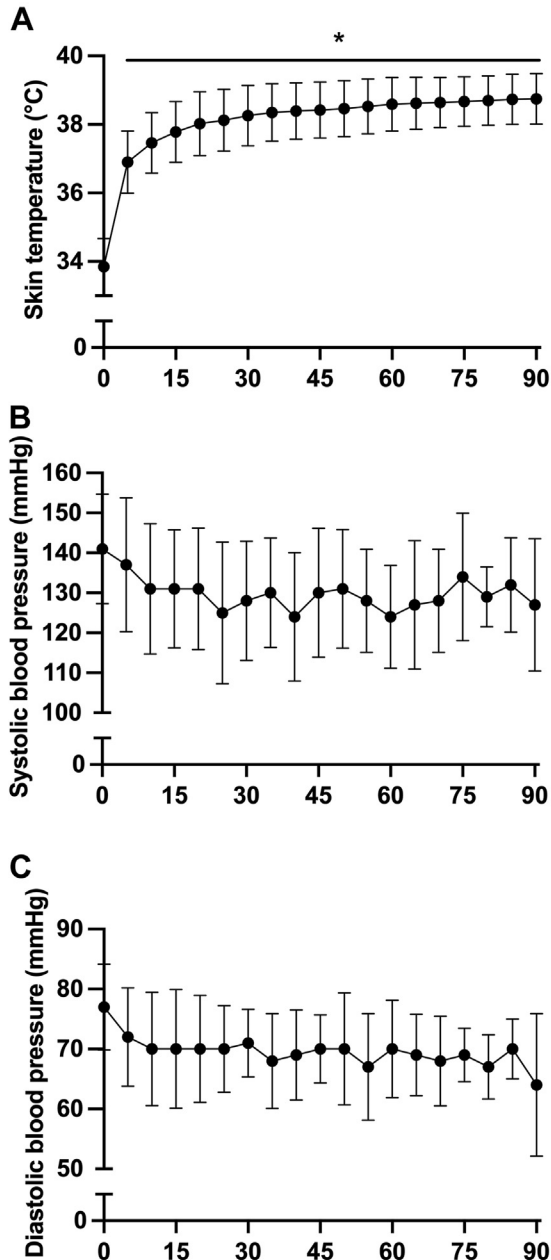 A
*
Skin temperature (°C)
40
38
36
34
0
0 15 30 45 60 75 90
B
Systolic blood pressure (mmHg)
160
150
140
130
120
110
100
0
0 15 30 45 60 75 90
C
Diastolic blood pressure (mmHg)
90
80
70
60
50
0
0 15 30 45 60 75 90